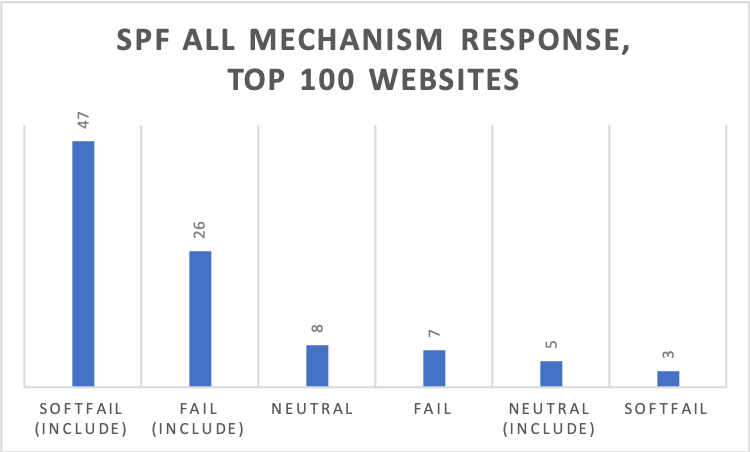 SPF ALL MECHANISM RESPONSE,
TOP 100 WEBSITES
47
26
8
7
5
3
SOFTFAIL
(INCLUDE)
FAIL
(INCLUDE)
NEUTRAL
FAIL
NEUTRAL
(INCLUDE)
SOFTFAIL